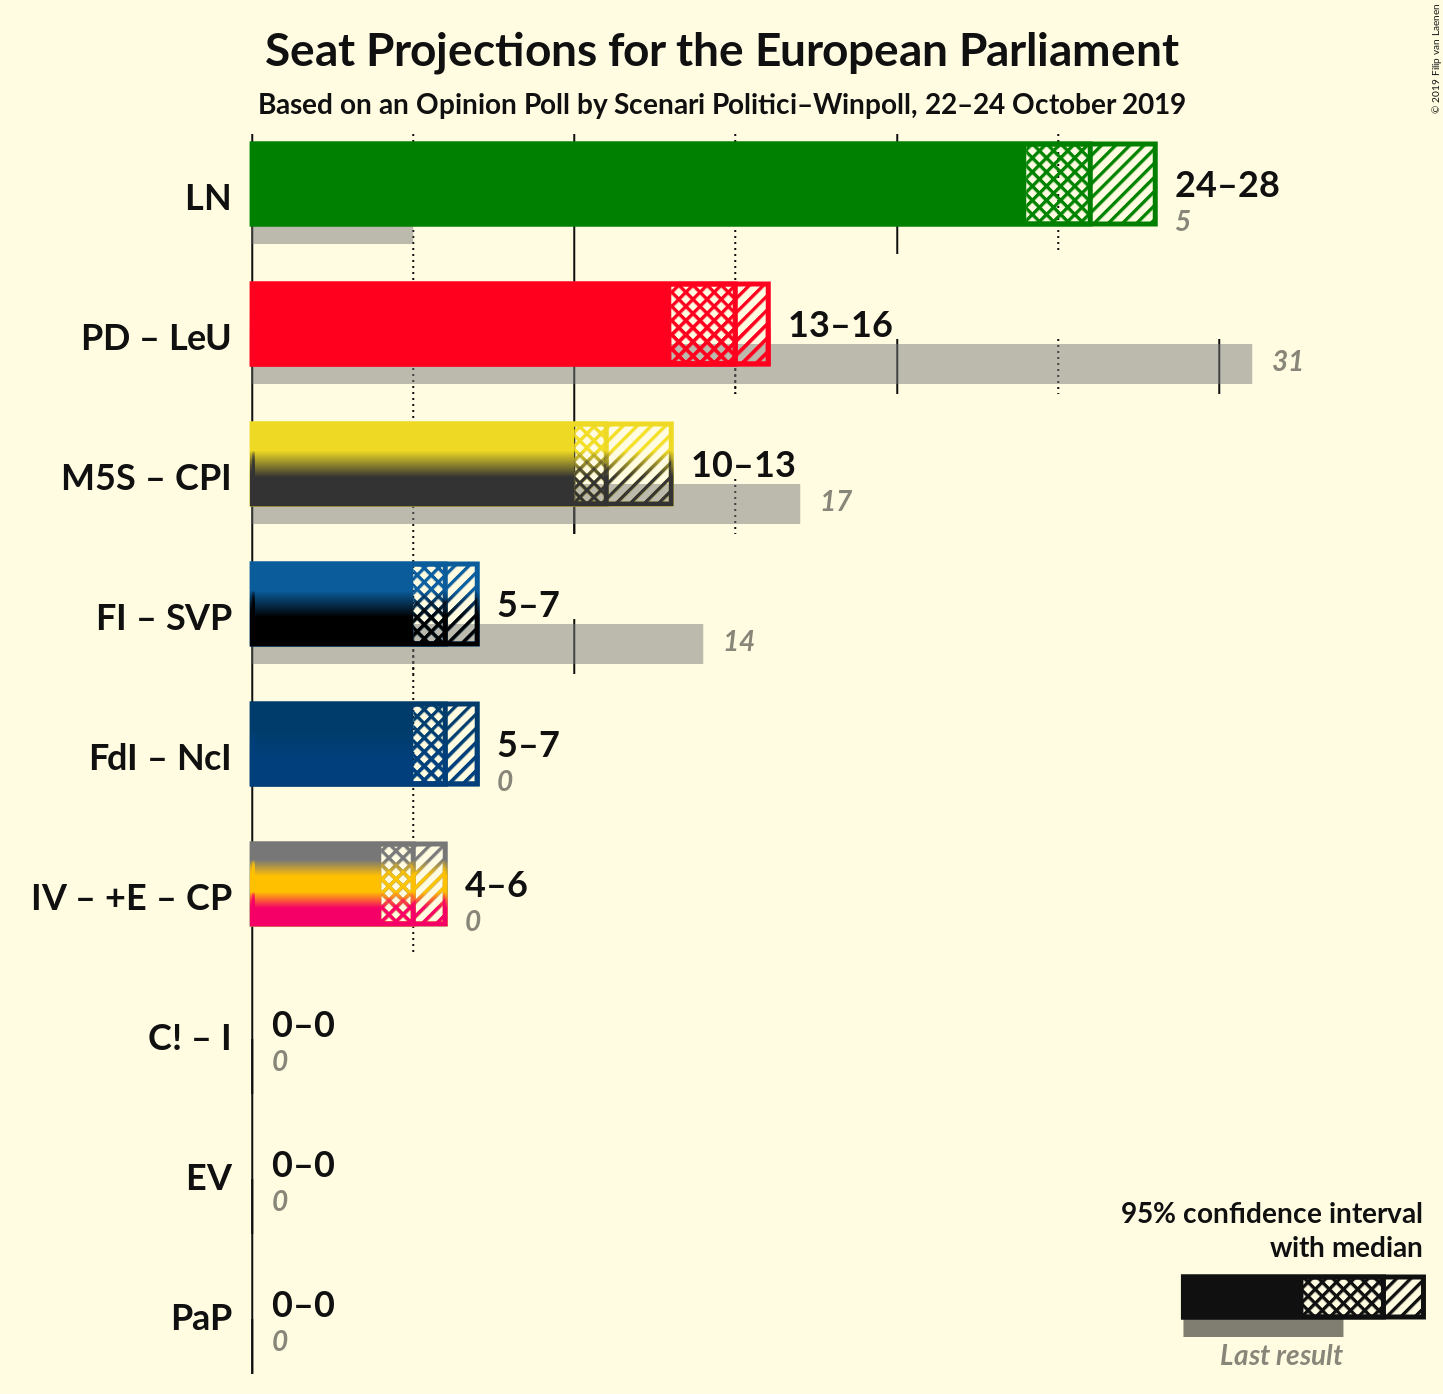 Seat Projections for the European Parliament
Based on an Opinion Poll by Scenari Politici–Winpoll, 22–24 October 2019
© 2019 Filip van Laenen
LN
24–28
5
PD – LeU
13–16
31
M5S – CPI
10–13
17
FI – SVP
5–7
14
FdI – NcI
5–7
0
IV – +E – CP
4–6
0
C! – I
0–0
0
EV
0–0
0
PaP
0–0
0
95% confidence interval
with median
Last result